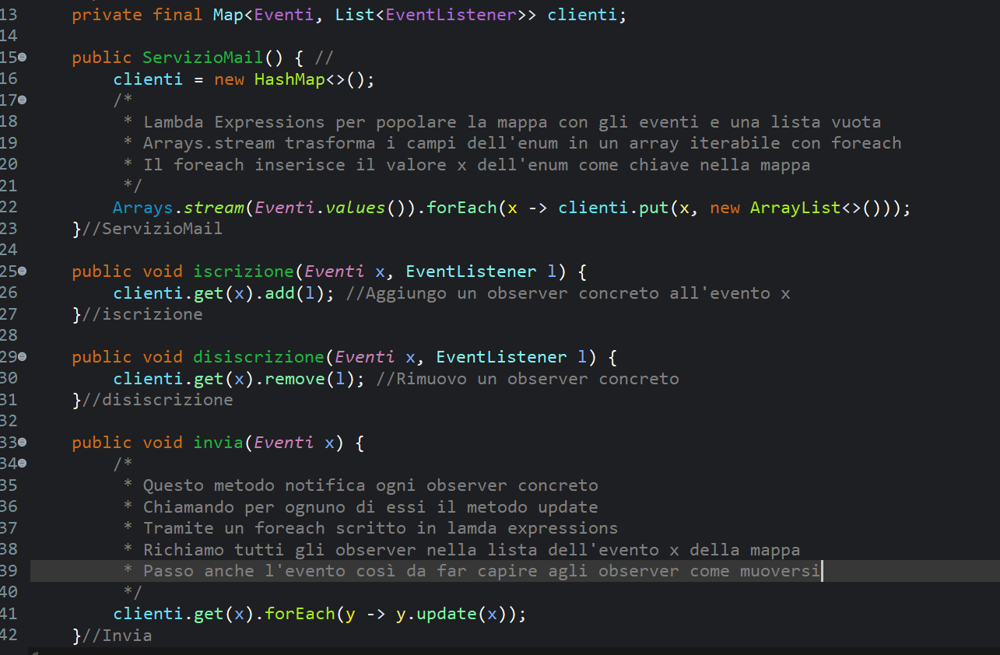 13 private final Map<Eventi, List<EventListener>> clienti;
14
15 public ServizioMail() { //
16 clienti = new HashMap<>();
17 /*
18 * Lambda Expressions per popolare la mappa con gli eventi e una lista vuota
19 * Arrays.stream trasforma i campi dell'enum in un array iterabile con foreach
20 * Il foreach inserisce il valore x dell'enum come chiave nella mappa
21 */
22 Arrays.stream(Eventi.values()).forEach(x -> clienti.put(x, new ArrayList<>()));
23 }//ServizioMail
24
25 public void iscrizione(Eventi x, EventListener l) {
26 clienti.get(x).add(l); //Aggiungo un observer concreto all'evento x
27 }//iscrizione
28
29 public void disiscrizione(Eventi x, EventListener l) {
30 clienti.get(x).remove(l); //Rimuovo un observer concreto
31 }//disiscrizione
32
33 public void invia(Eventi x) {
34 /*
35 * Questo metodo notifica ogni observer concreto
36 * Chiamando per ognuno di essi il metodo update
37 * Tramite un foreach scritto in lamda expressions
38 * Richiamo tutti gli observer nella lista dell'evento x della mappa
39 * Passo anche l'evento così da far capire agli observer come muoversi
40 */
41 clienti.get(x).forEach(y -> y.update(x));
42 }//Invia